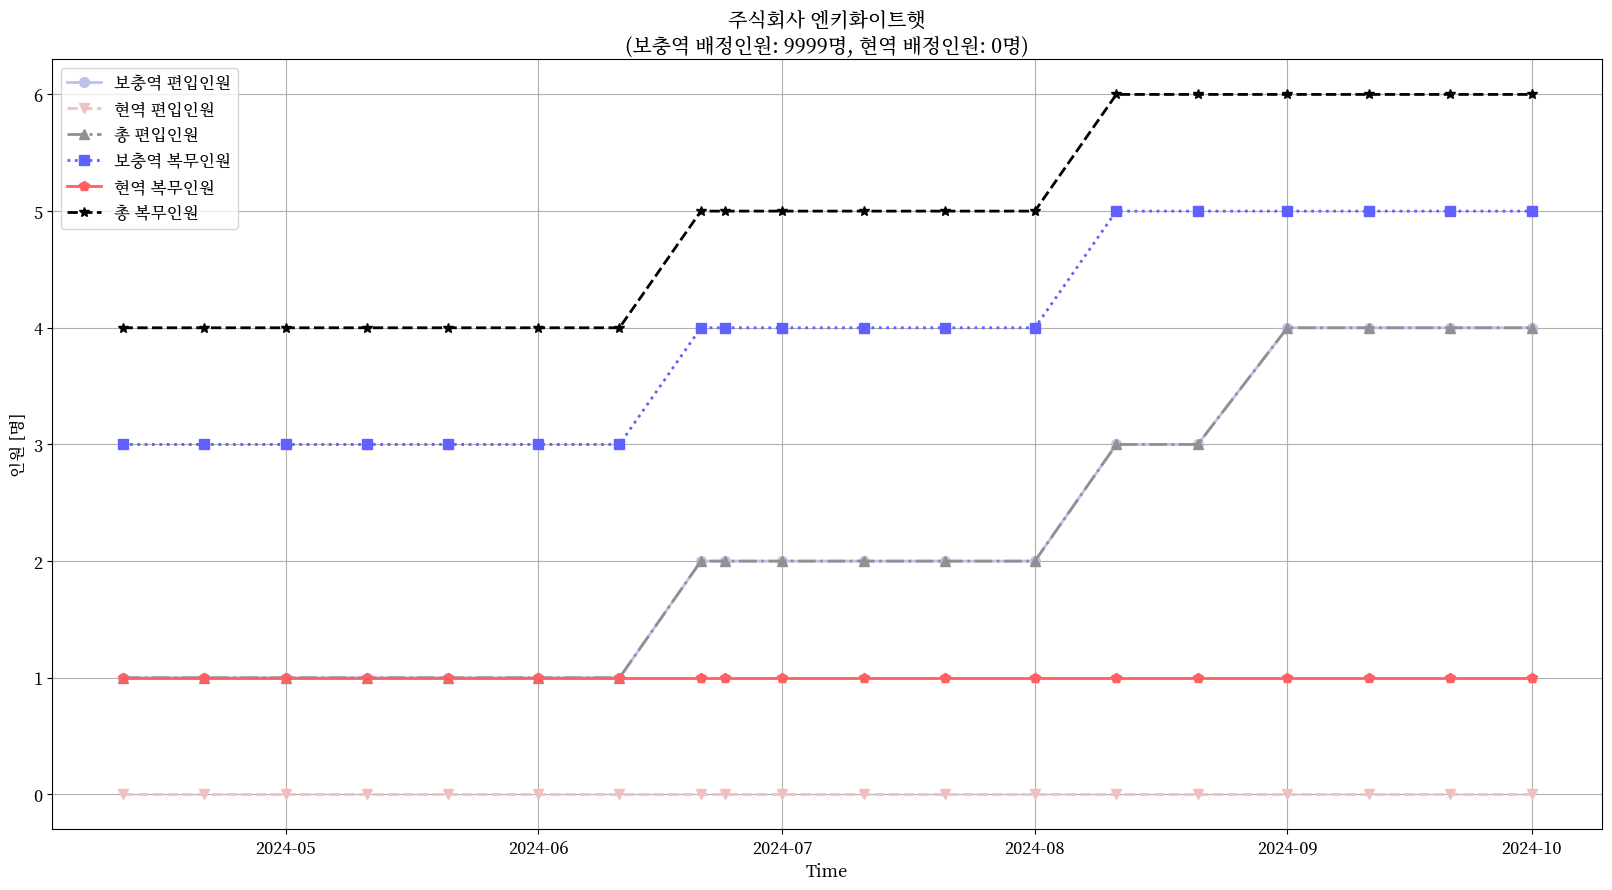 주식회사 엔키화이트햇
(보충역 배정인원: 9999명, 현역 배정인원: 0명)
보충역 편입인원
현역 편입인원
총 편입인원
보충역 복무인원
현역 복무인원
총 복무인원
인원 [명]
6
5
4
3
2
1
0
2024-05
2024-06
2024-07
2024-08
2024-09
2024-10
Time